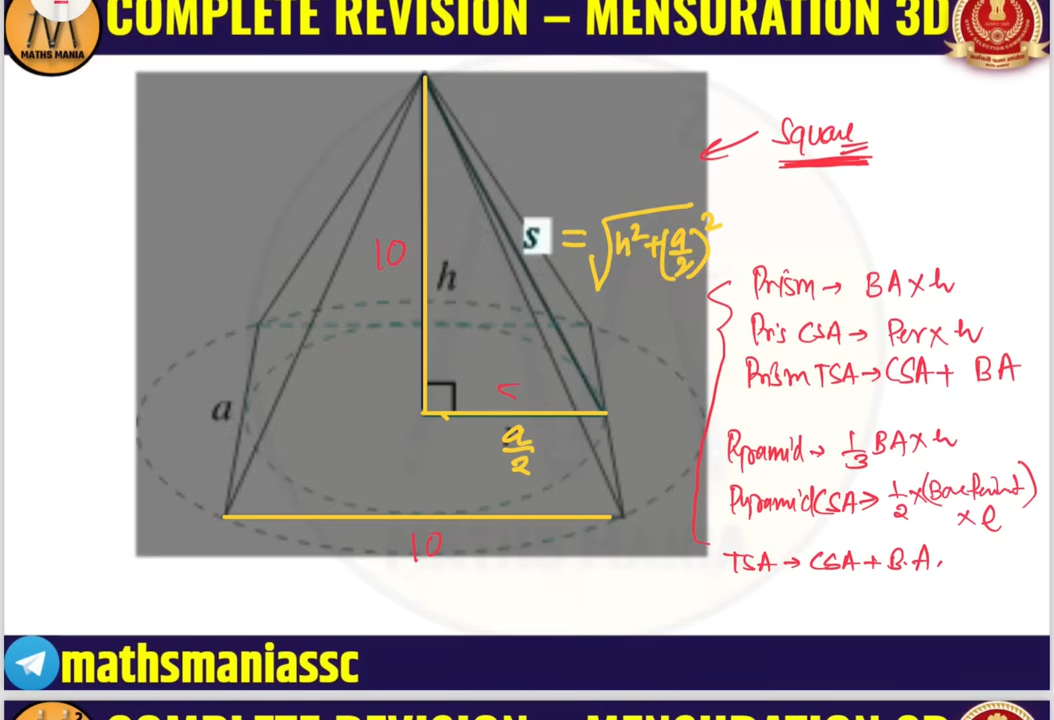 COMPLETE REVISION – MENSURATION 3D
MATHS MANIA
Square
10
s = √h²+(a/2)²
h
Prism → BA×h
Pris CSA → Per×h
Prism TSA → CSA+ BA
5
a
a/2
Pyramid → 1/3 BA×h
Pyramid CSA → 1/2×(Base Perimt)
×l
10
TSA → CSA+B.A.
mathsmaniassc
COMPLETE REVISION – MENSURATION 3D